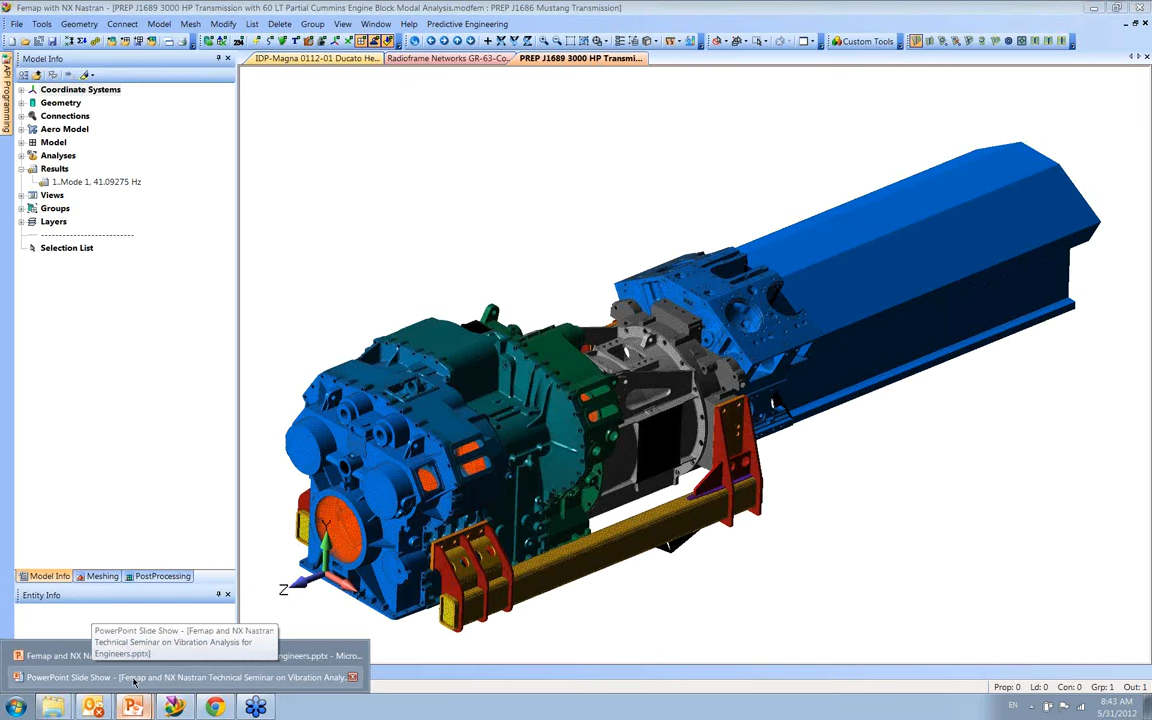 Femap with NX Nastran - [PREP J1689 3000 HP Transmission with 60 LT Partial Cummins Engine Block Modal Analysis.modfem : PREP J1686 Mustang Transmission]
File Tools Geometry Connect Model Mesh Modify List Delete Group View Window Help Predictive Engineering
Custom Tools
Model Info
IDP-Magna 0112-01 Ducato He...
Radioframe Networks GR-63-Co...
PREP J1689 3000 HP Transmi...
API Programming
Coordinate Systems
Geometry
Connections
Aero Model
Model
Analyses
Results
1..Mode 1, 41.09275 Hz
Views
Groups
Layers
Selection List
Y
Z
Model Info Meshing PostProcessing
Entity Info
PowerPoint Slide Show - [Femap and NX Nastran
Technical Seminar on Vibration Analysis for
Engineers.pptx]
Femap and NX N
ngineers.pptx - Micro...
PowerPoint Slide Show - [Femap and NX Nastran Technical Seminar on Vibration Analy...
Prop: 0 Ld: 0 Con: 0 Grp: 1 Out: 1
EN
8:43 AM
5/31/2012